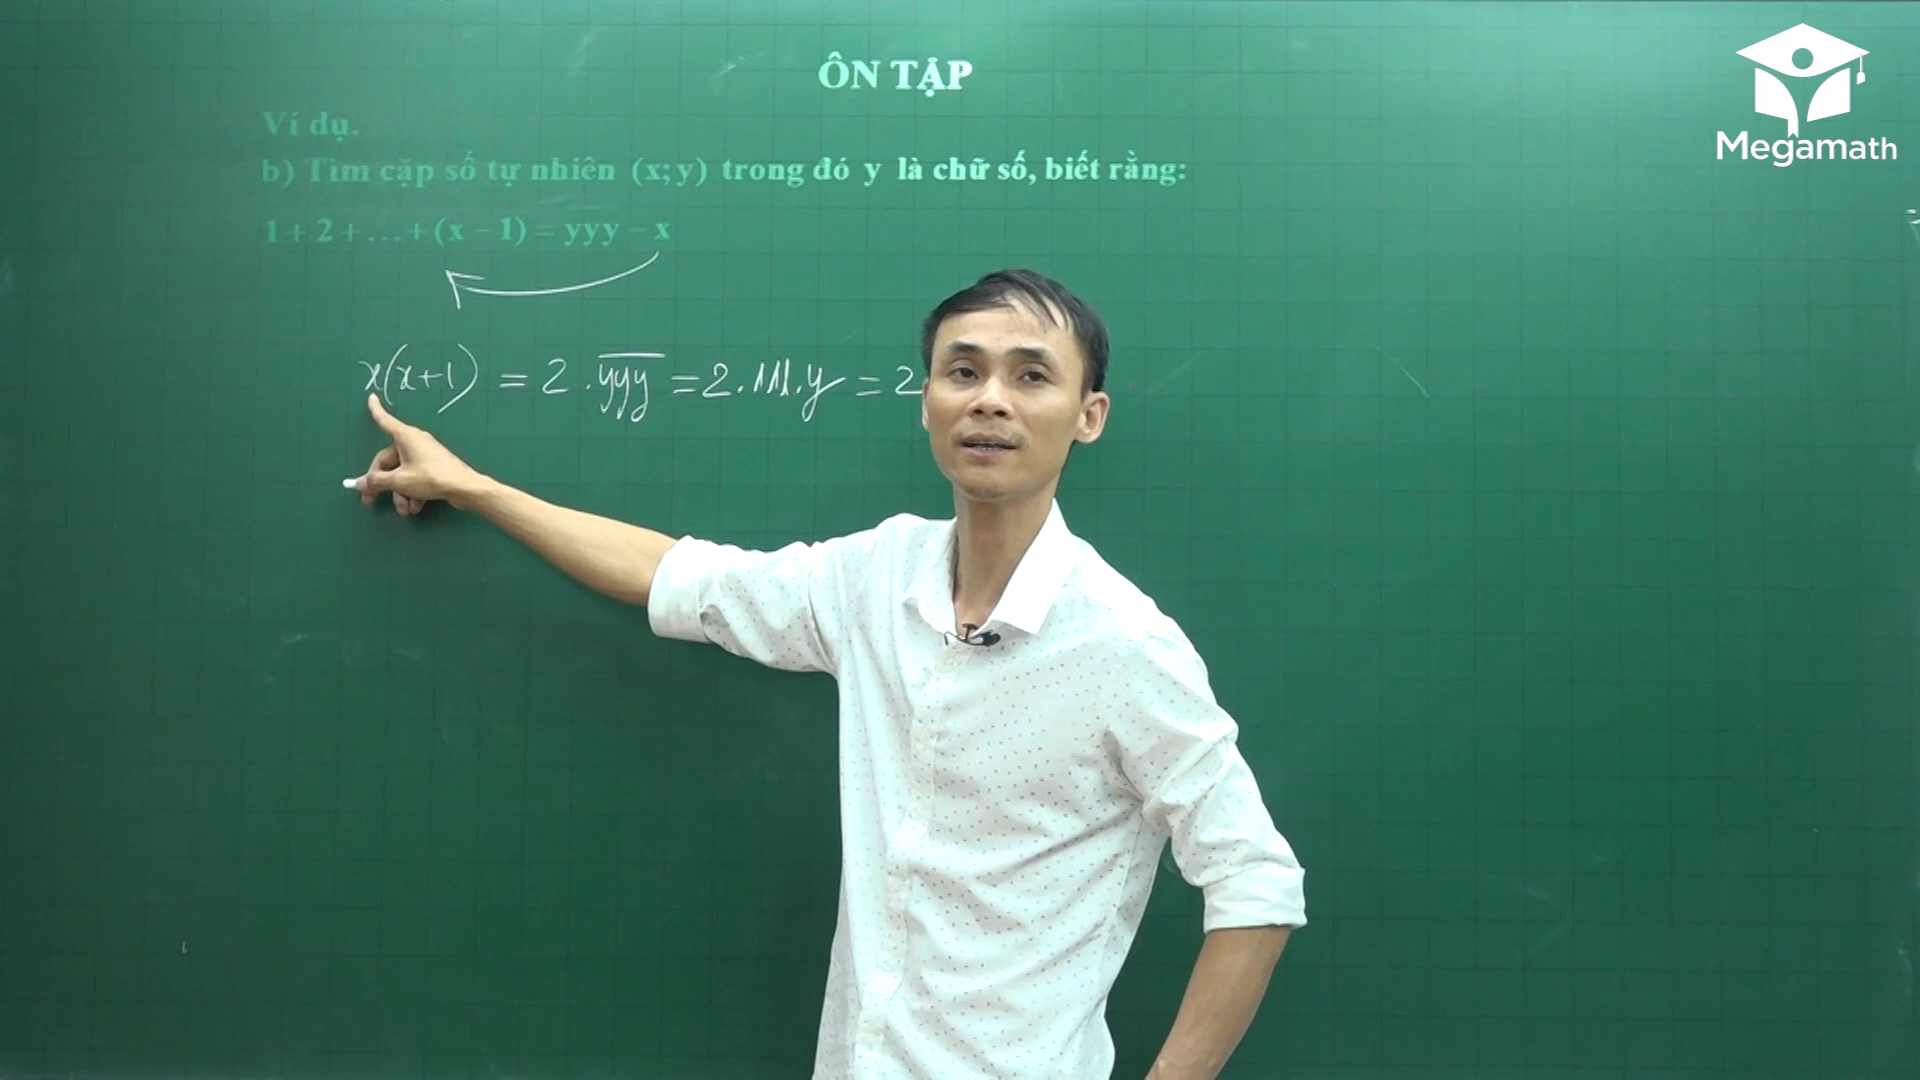 ÔN TẬP
Megamath
Ví dụ.
b) Tìm cặp số tự nhiên (x; y) trong đó y là chữ số, biết rằng:
1 + 2 + … + (x − 1) = yyy − x
x(x+1) = 2 . \overline{yyy} = 2 . 111 . y = 2